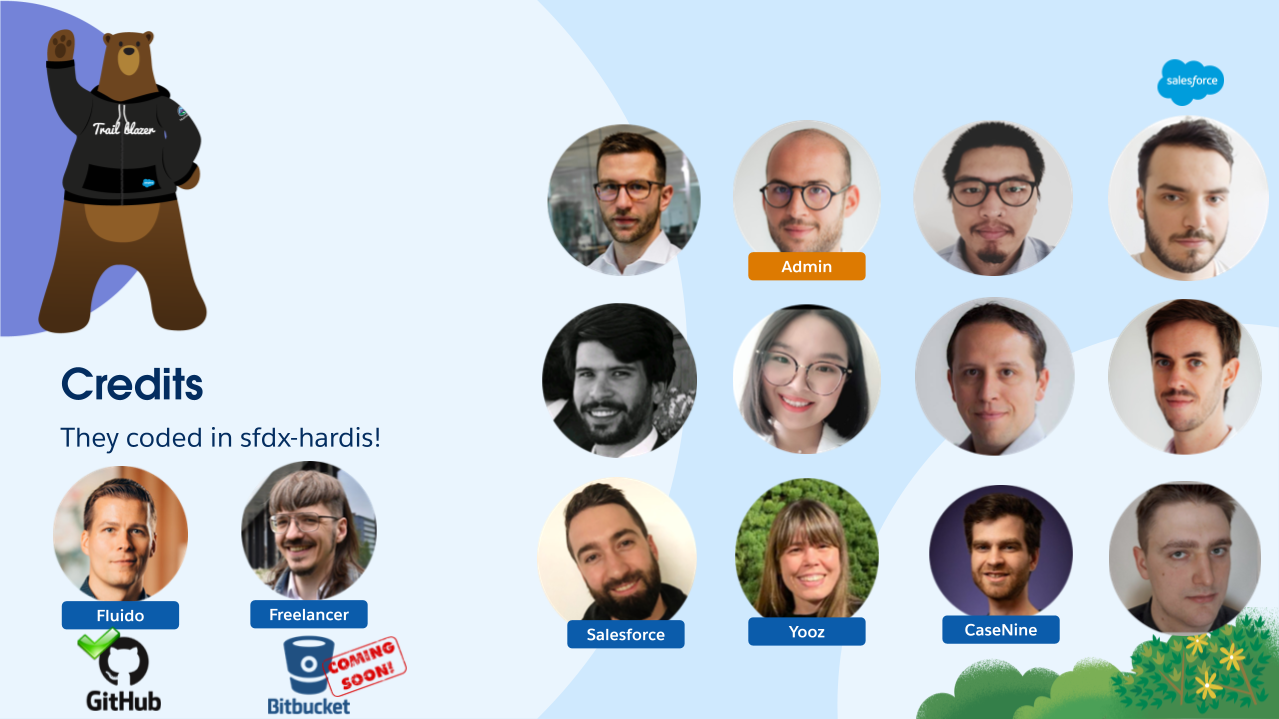 Trail blazer
salesforce
Admin
Credits
They coded in sfdx-hardis!
Fluido
Freelancer
Salesforce
Yooz
CaseNine
GitHub
COMING
SOON!
Bitbucket